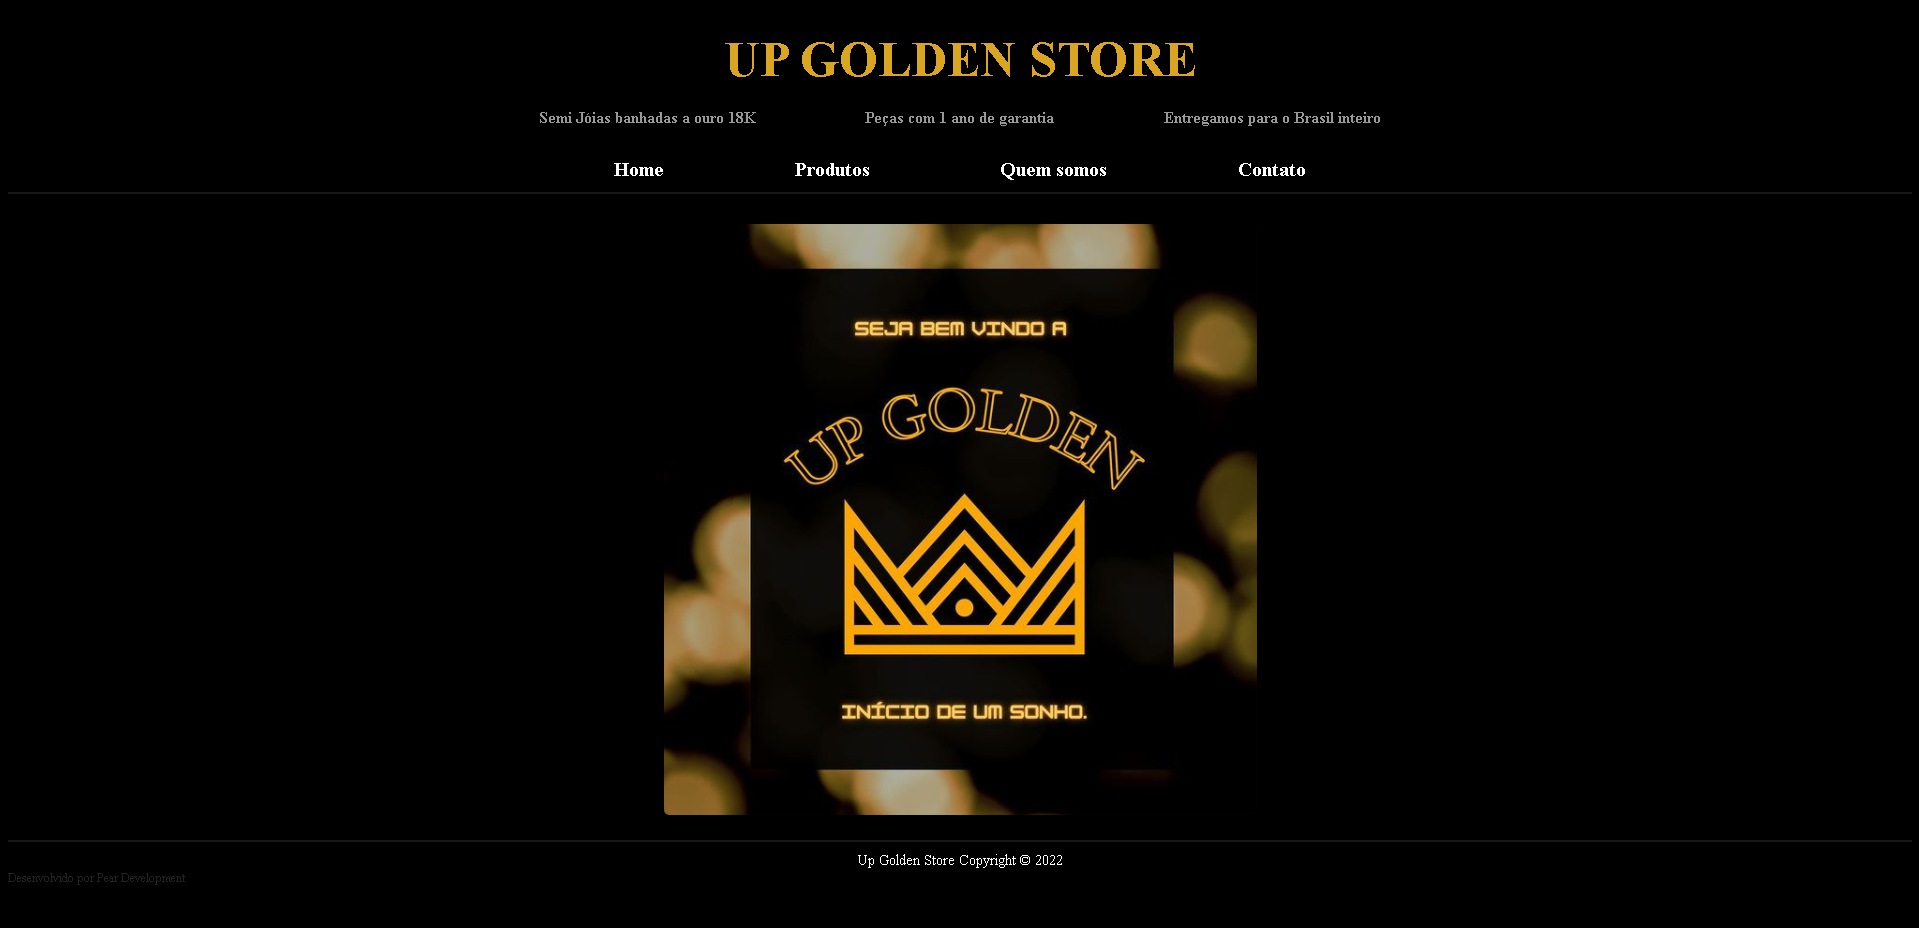 UP GOLDEN STORE
Semi Jóias banhadas a ouro 18K Peças com 1 ano de garantia Entregamos para o Brasil inteiro
Home Produtos Quem somos Contato
SEJA BEM VINDO A
UP GOLDEN
INÍCIO DE UM SONHO.
Up Golden Store Copyright © 2022
Desenvolvido por Pear Development